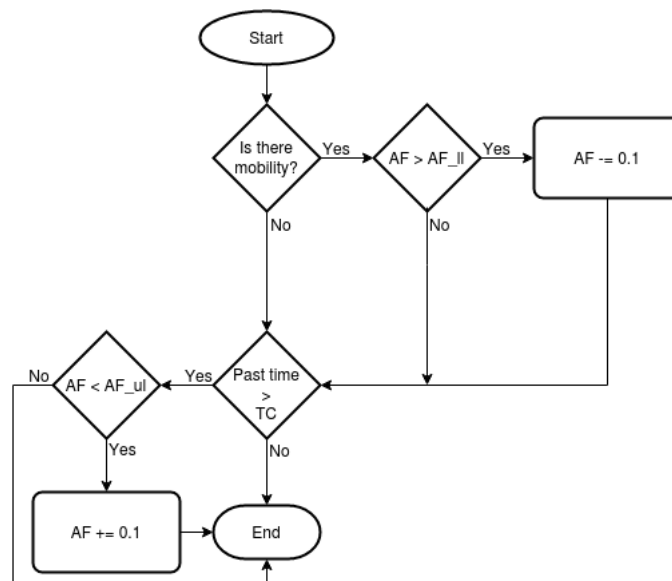 Start
Is there
mobility?
Yes
AF > AF_ll
Yes
AF -= 0.1
No
No
No
AF < AF_ul
Yes
Past time
>
TC
Yes
No
AF += 0.1
End